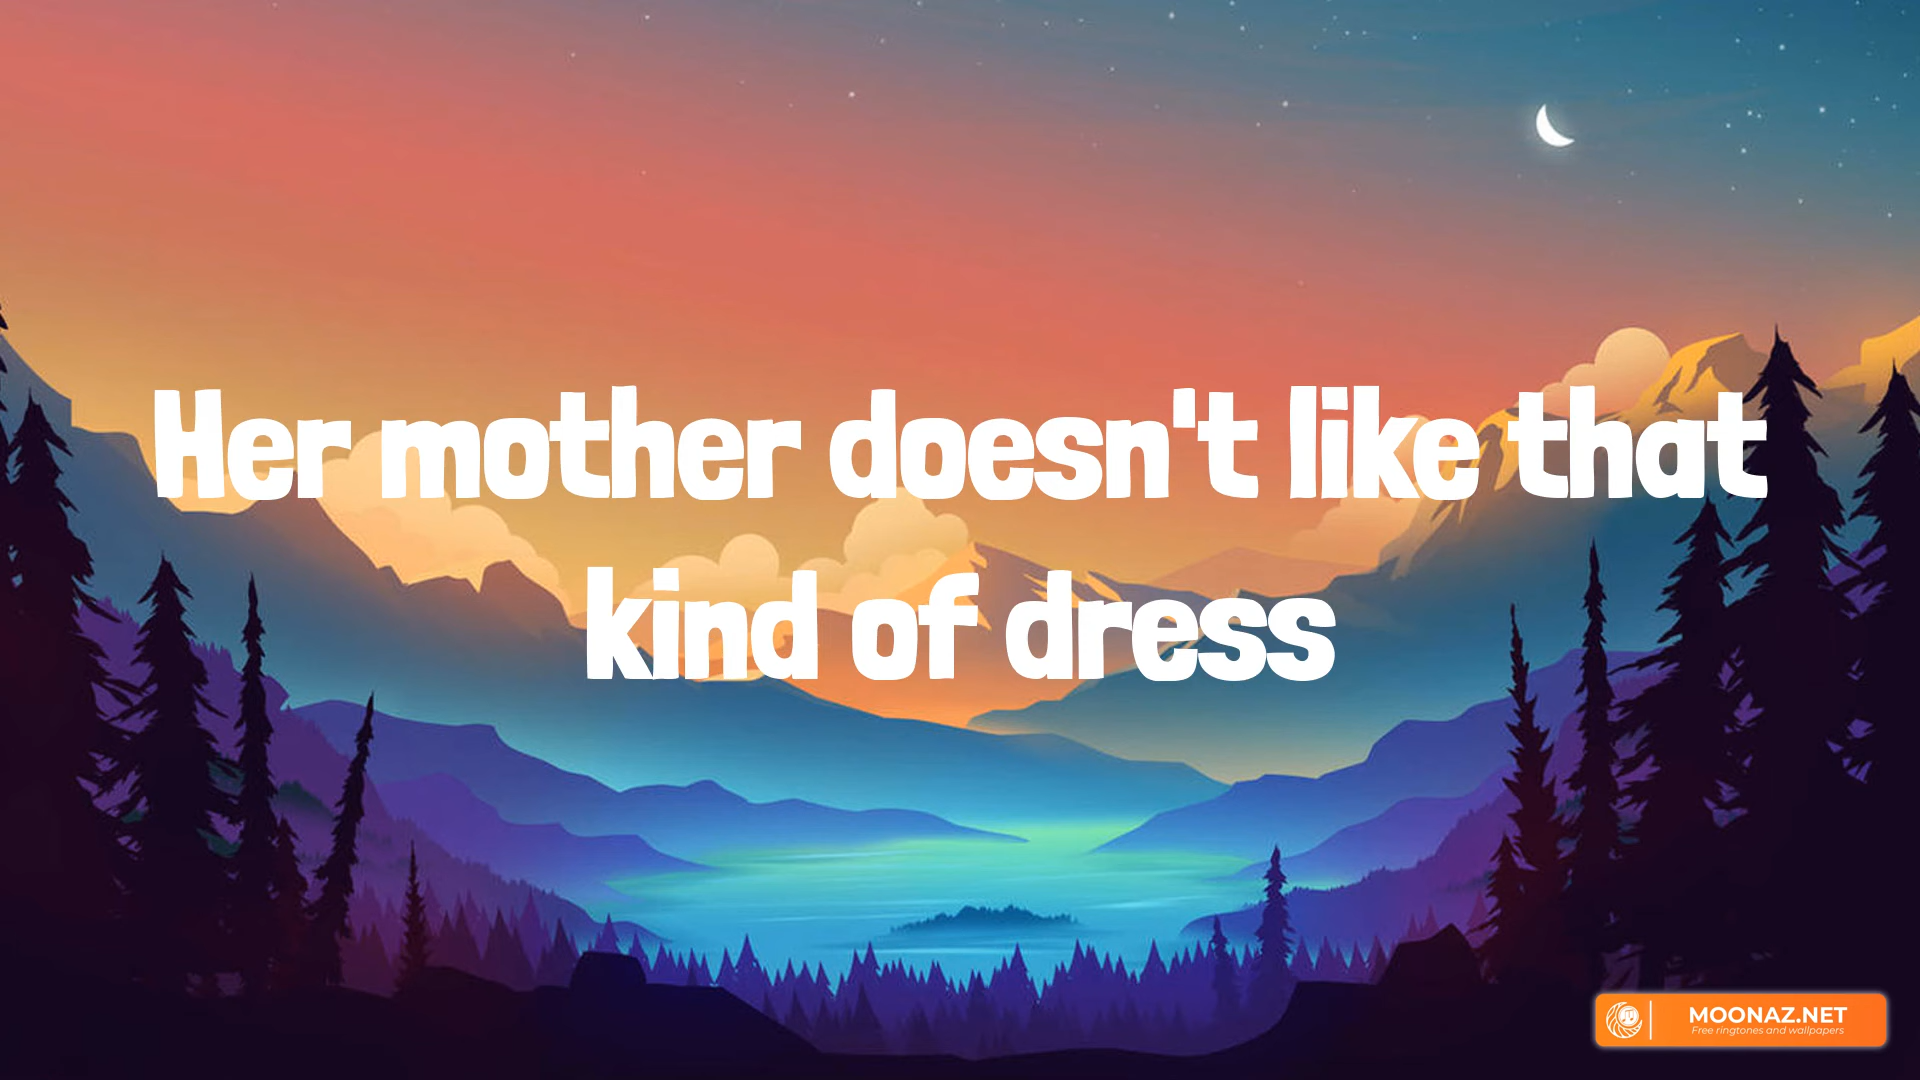 Her mother doesn't like that
kind of dress
MOONAZ.NET
Free ringtones and wallpapers